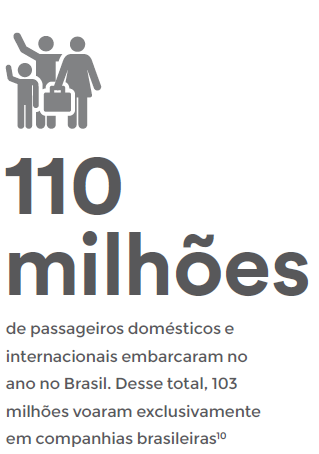 110
milhões
de passageiros domésticos e
internacionais embarcaram no
ano no Brasil. Desse total, 103
milhões voaram exclusivamente
em companhias brasileiras¹⁰